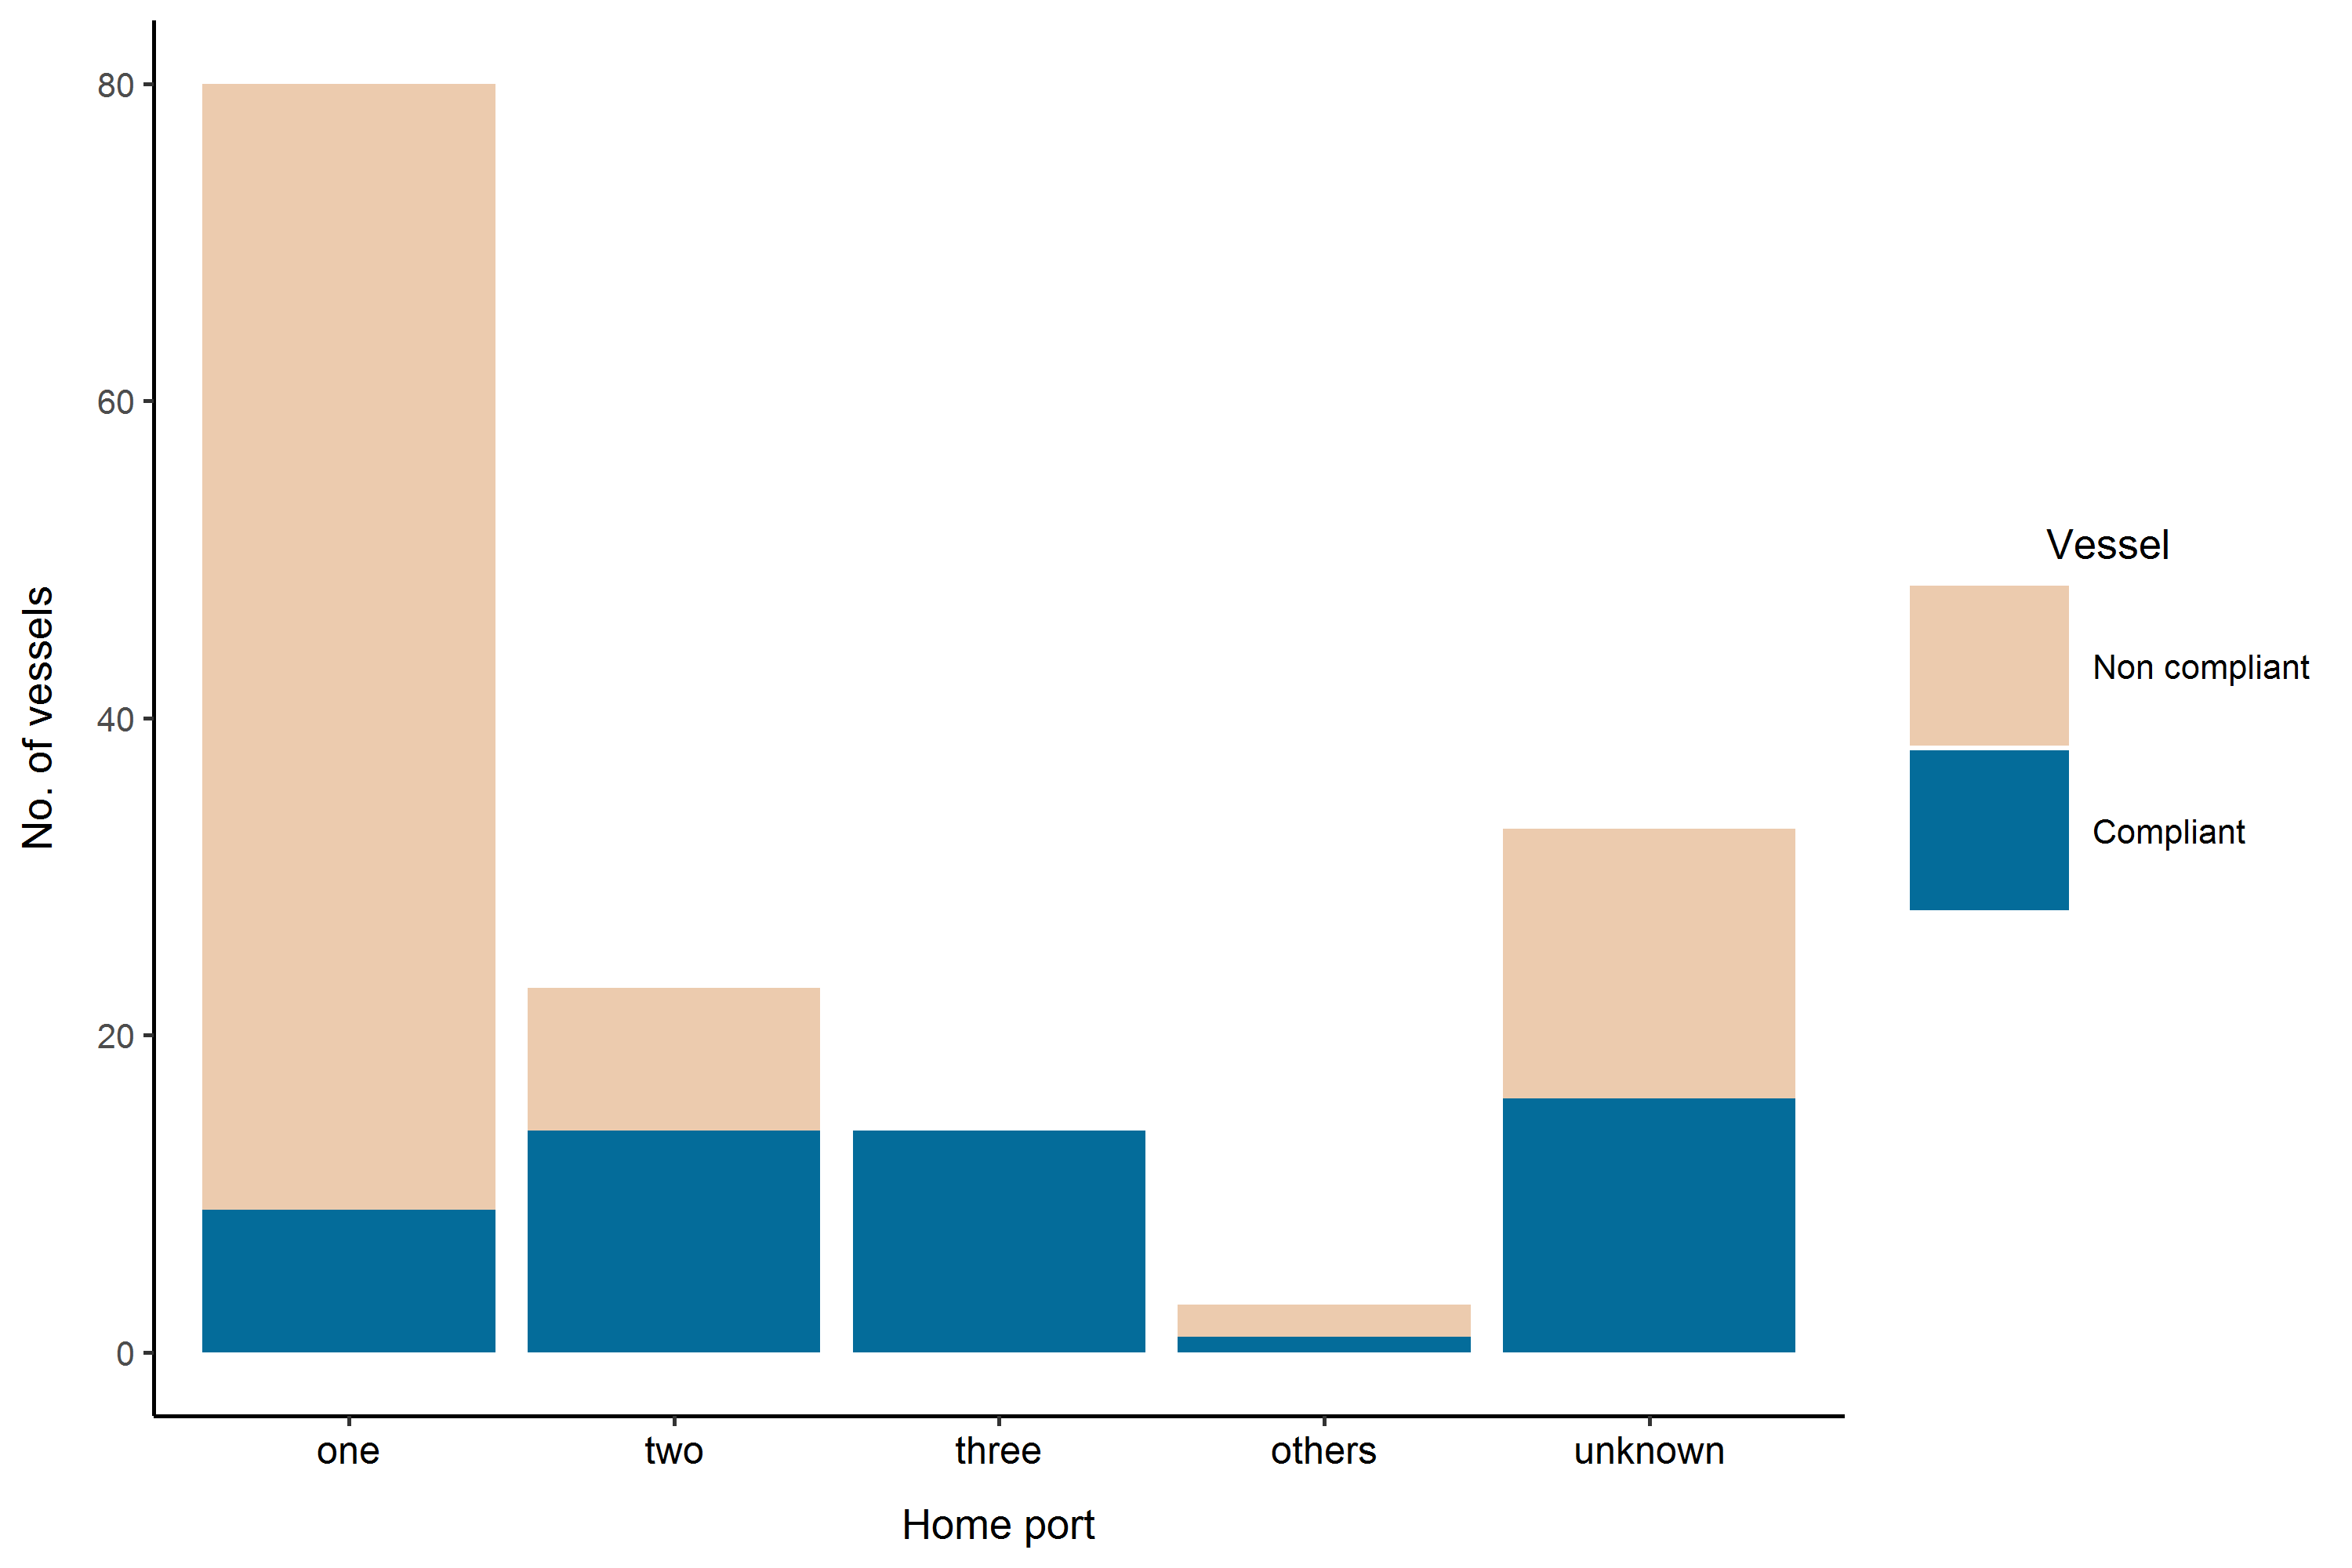 No. of vessels
80
60
40
20
0
one two three others unknown
Home port
Vessel
Non compliant
Compliant